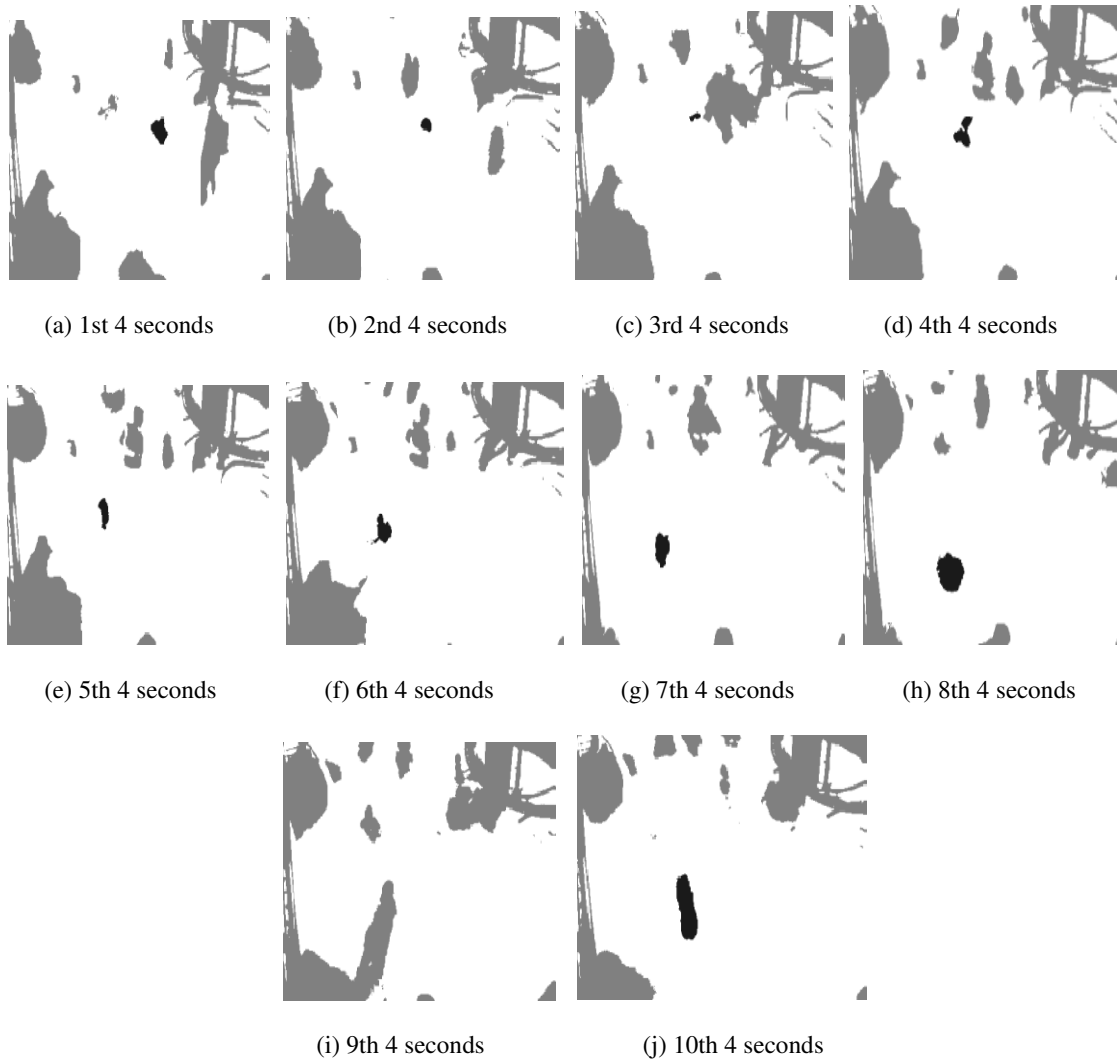 (a) 1st 4 seconds
(b) 2nd 4 seconds
(c) 3rd 4 seconds
(d) 4th 4 seconds
(e) 5th 4 seconds
(f) 6th 4 seconds
(g) 7th 4 seconds
(h) 8th 4 seconds
(i) 9th 4 seconds
(j) 10th 4 seconds